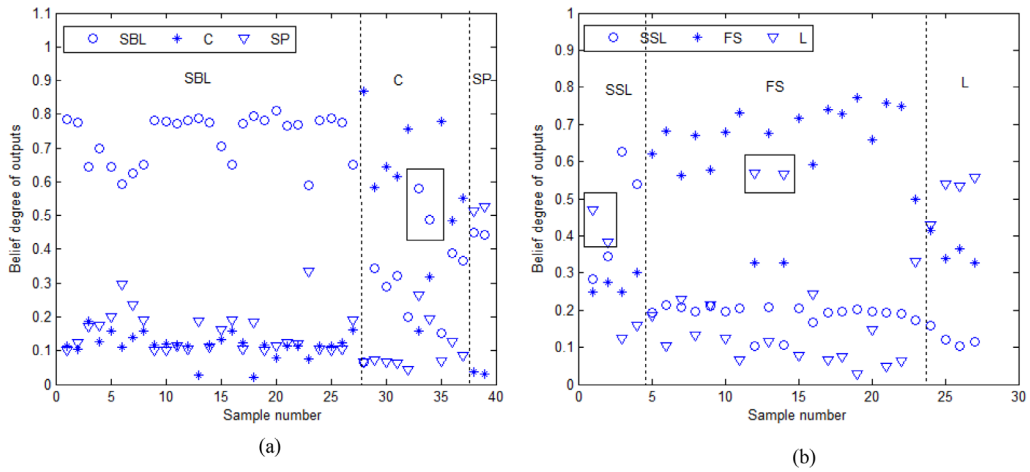 1.1
1
0.9
0.8
0.7
0.6
0.5
0.4
0.3
0.2
0.1
0
Belief degree of outputs
SBL C SP
SBL
C
SP
0 5 10 15 20 25 30 35 40
Sample number
(a)
1
0.9
0.8
0.7
0.6
0.5
0.4
0.3
0.2
0.1
0
Belief degree of outputs
SSL FS L
SSL
FS
L
0 5 10 15 20 25 30
Sample number
(b)